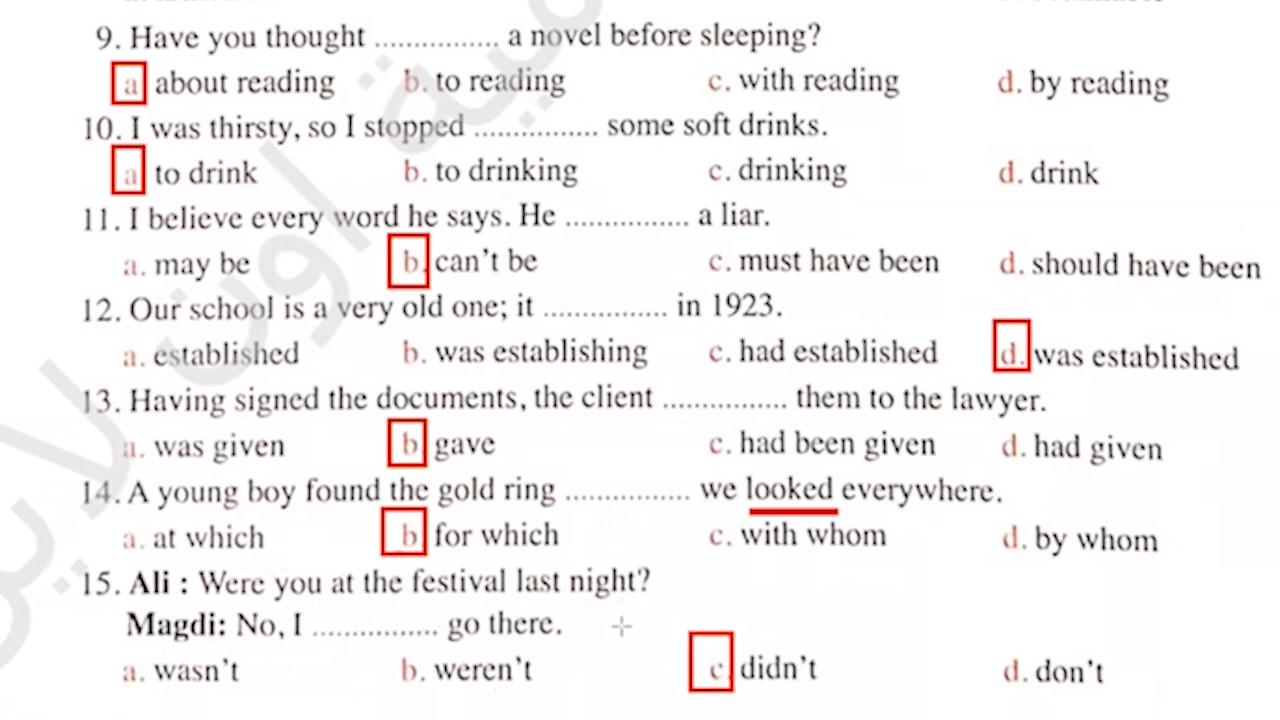 9. Have you thought ................ a novel before sleeping?
a about reading b. to reading c. with reading d. by reading
10. I was thirsty, so I stopped ................ some soft drinks.
a to drink b. to drinking c. drinking d. drink
11. I believe every word he says. He ................ a liar.
a. may be b. can't be c. must have been d. should have been
12. Our school is a very old one; it ................ in 1923.
a. established b. was establishing c. had established d. was established
13. Having signed the documents, the client ................ them to the lawyer.
a. was given b gave c. had been given d. had given
14. A young boy found the gold ring ................ we looked everywhere.
a. at which b for which c. with whom d. by whom
15. Ali : Were you at the festival last night?
Magdi: No, I ................ go there.
a. wasn't b. weren't c didn't d. don't
اون لاين